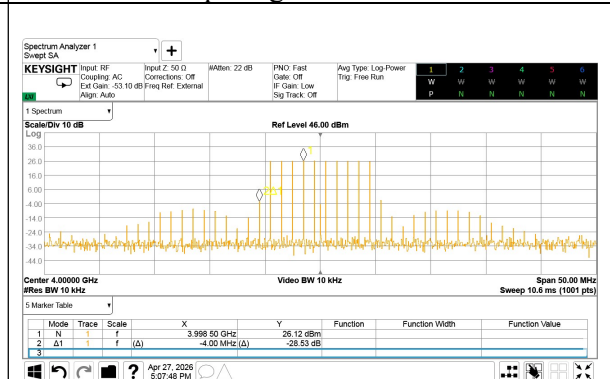 Spectrum Analyzer 1
Swept SA
KEYSIGHT Input: RF Input Z: 50 Ω #Atten: 22 dB PNO: Fast Avg Type: Log-Power 1 2 3 4 5 6
Coupling: AC Corrections: Off Gate: Off Trig: Free Run W W W W W W
Ext Gain: -53.10 dB Freq Ref: External IF Gain: Low
Align: Auto Sig Track: Off P N N N N N
1 Spectrum
Scale/Div 10 dB Ref Level 46.00 dBm
Log
36.0
26.0
16.0
6.00
-4.00
-14.0
-24.0
-34.0
-44.0
1
Center 4.00000 GHz Video BW 10 kHz Span 50.00 MHz
#Res BW 10 kHz Sweep 10.6 ms (1001 pts)
5 Marker Table
Mode Trace Scale X Y Function Function Width Function Value
1 N 1 f 3.998 50 GHz 26.12 dBm
2 Δ1 1 f (Δ) -4.00 MHz (Δ) -28.53 dB
3
? Apr 27, 2026
5:07:48 PM